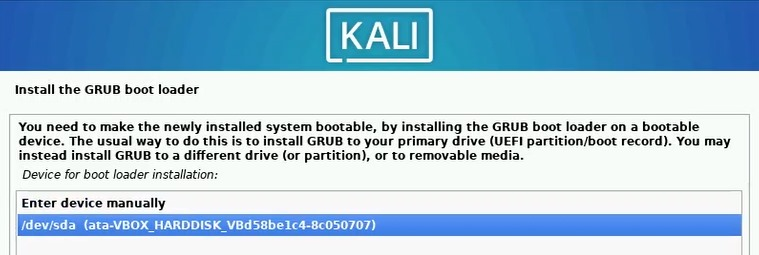 KALI
Install the GRUB boot loader
You need to make the newly installed system bootable, by installing the GRUB boot loader on a bootable
device. The usual way to do this is to install GRUB to your primary drive (UEFI partition/boot record). You may
instead install GRUB to a different drive (or partition), or to removable media.
Device for boot loader installation:
Enter device manually
/dev/sda (ata-VBOX_HARDDISK_VBd58be1c4-8c050707)